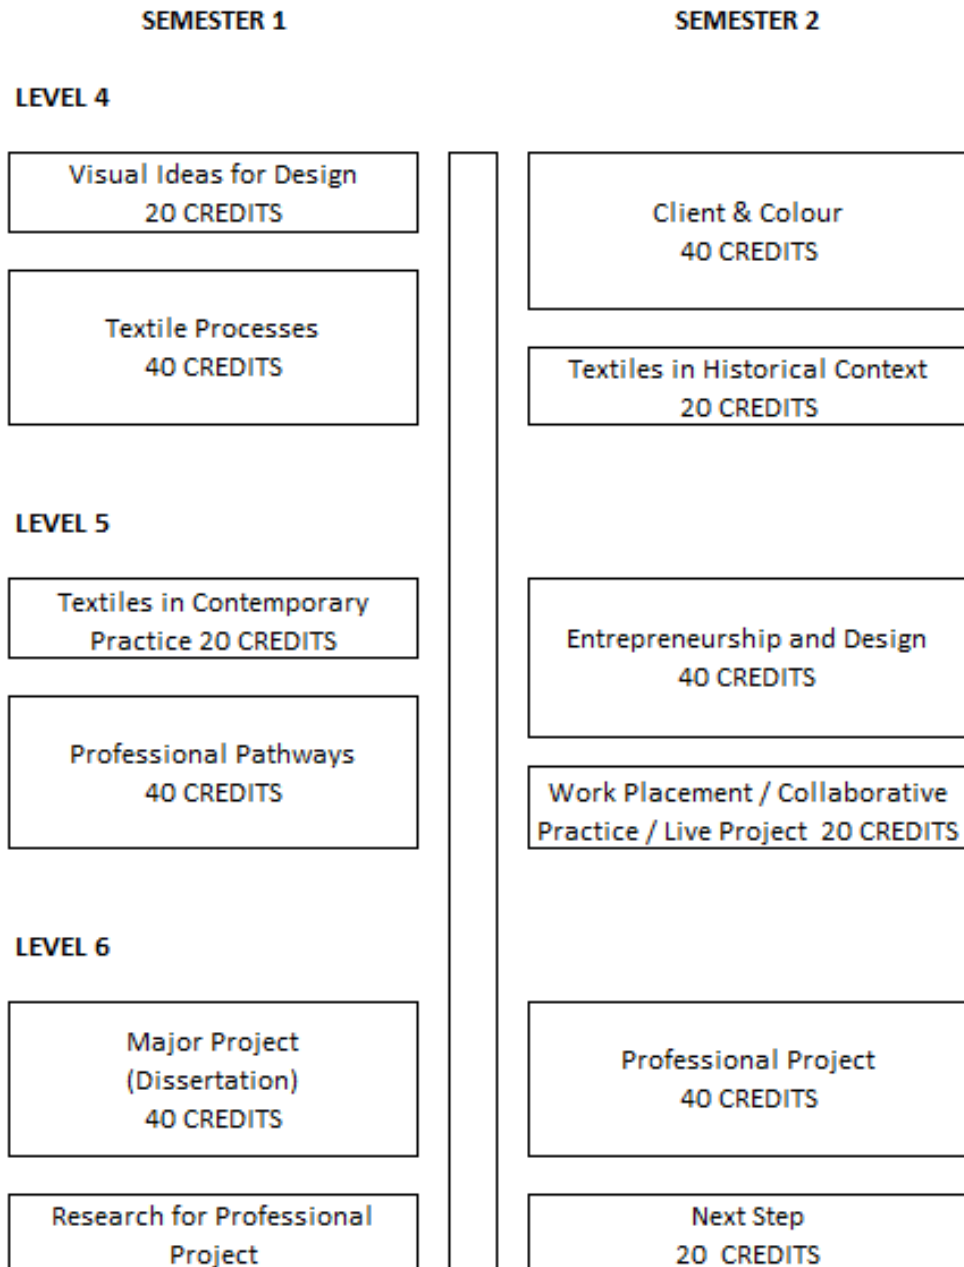 SEMESTER 1
SEMESTER 2
LEVEL 4
Visual Ideas for Design
20 CREDITS
Textile Processes
40 CREDITS
Client & Colour
40 CREDITS
Textiles in Historical Context
20 CREDITS
LEVEL 5
Textiles in Contemporary
Practice 20 CREDITS
Professional Pathways
40 CREDITS
Entrepreneurship and Design
40 CREDITS
Work Placement / Collaborative
Practice / Live Project 20 CREDITS
LEVEL 6
Major Project
(Dissertation)
40 CREDITS
Research for Professional
Project
Professional Project
40 CREDITS
Next Step
20 CREDITS